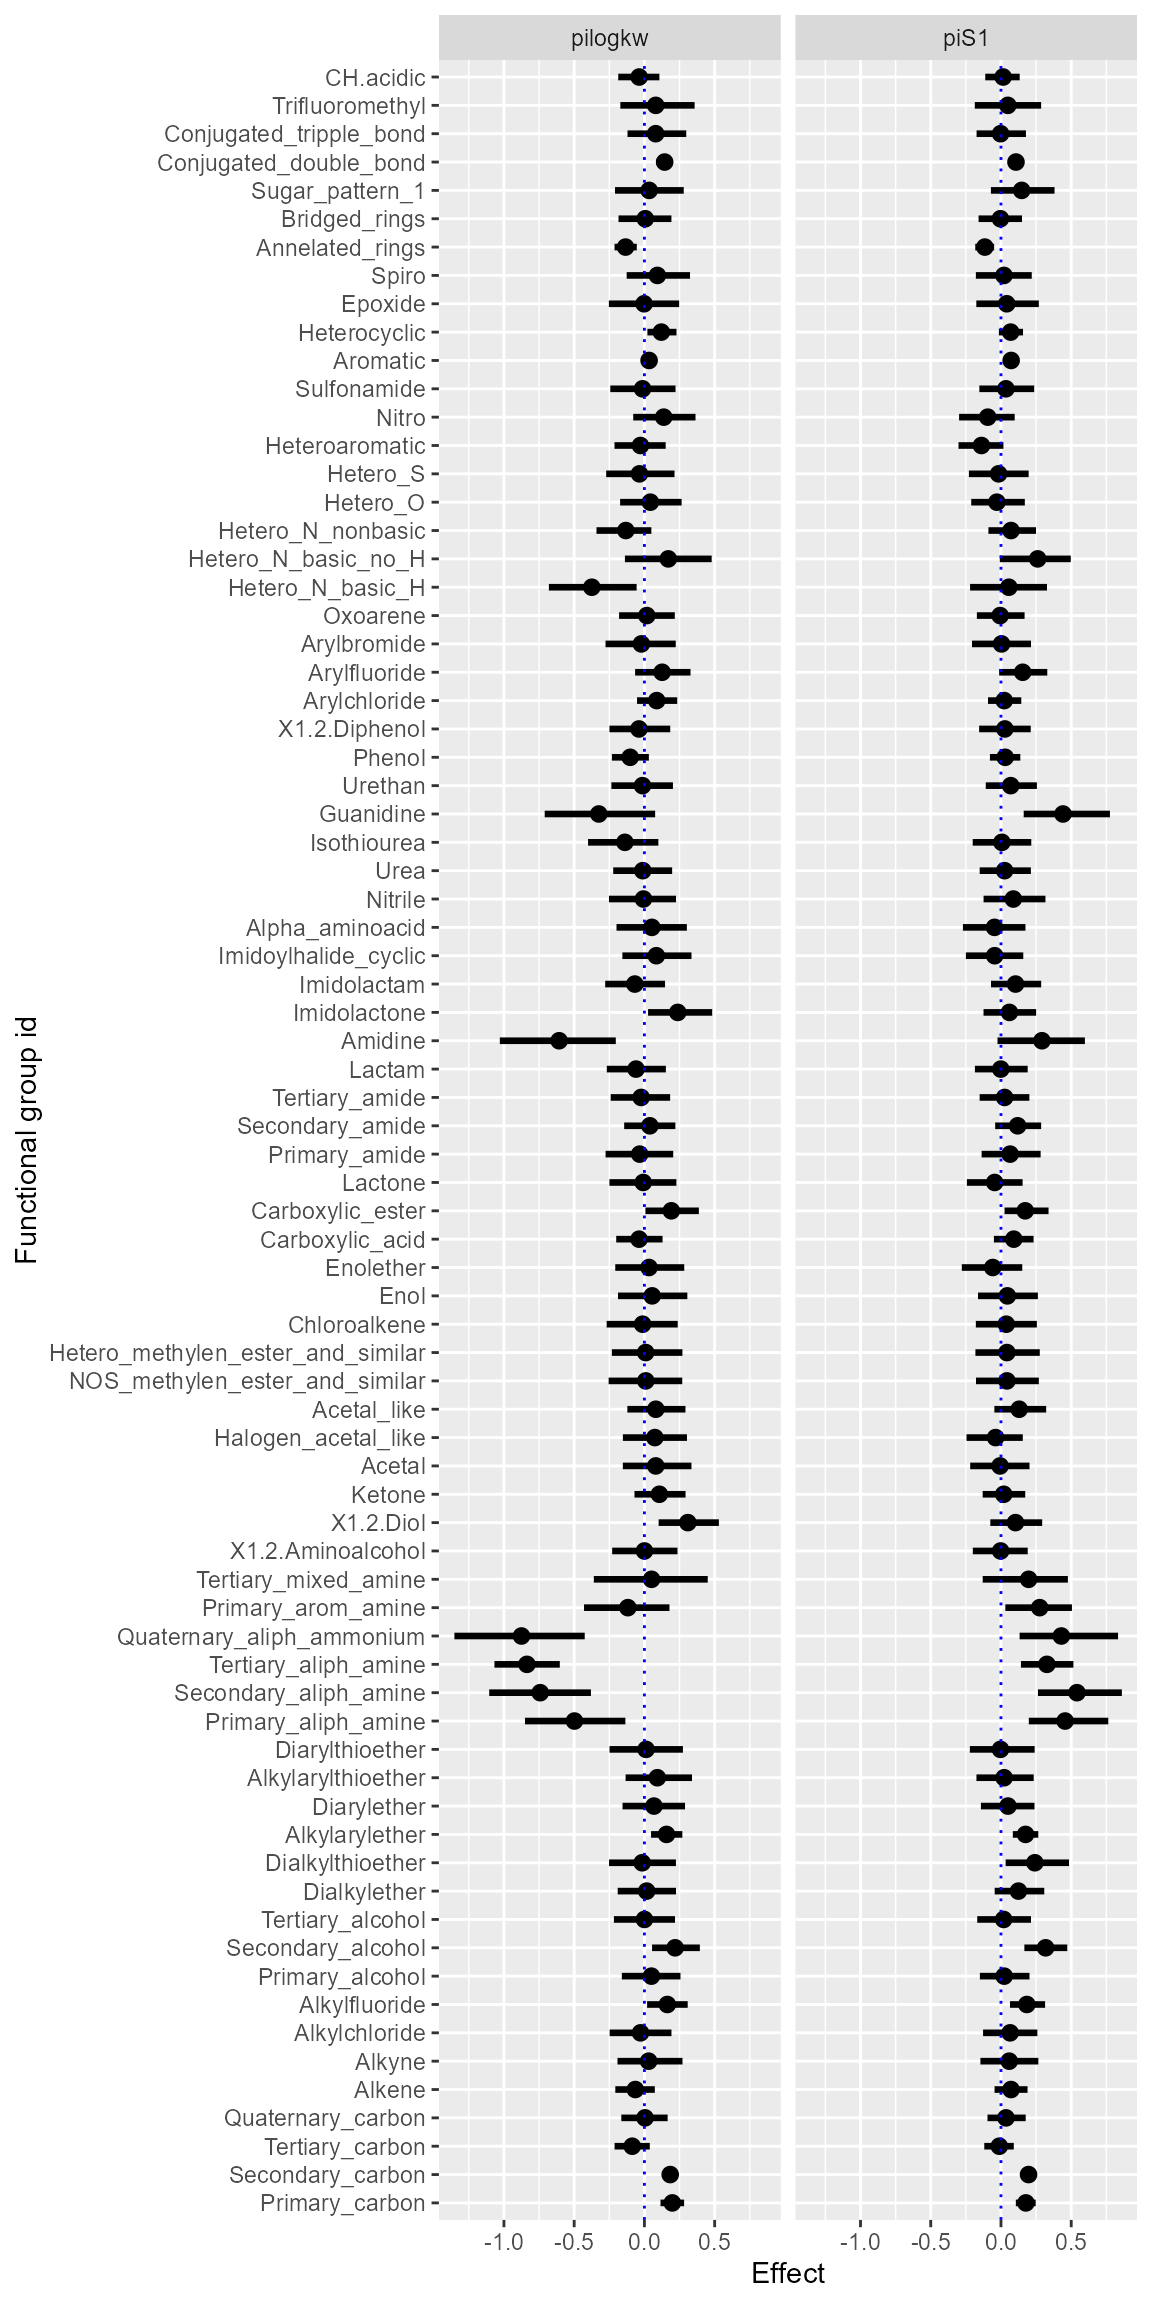 pilogkw
piS1
CH.acidic
Trifluoromethyl
Conjugated_tripple_bond
Conjugated_double_bond
Sugar_pattern_1
Bridged_rings
Annelated_rings
Spiro
Epoxide
Heterocyclic
Aromatic
Sulfonamide
Nitro
Heteroaromatic
Hetero_S
Hetero_O
Hetero_N_nonbasic
Hetero_N_basic_no_H
Hetero_N_basic_H
Oxoarene
Arylbromide
Arylfluoride
Arylchloride
X1.2.Diphenol
Phenol
Urethan
Guanidine
Isothiourea
Urea
Nitrile
Alpha_aminoacid
Imidoylhalide_cyclic
Imidolactam
Imidolactone
Amidine
Lactam
Tertiary_amide
Secondary_amide
Primary_amide
Lactone
Carboxylic_ester
Carboxylic_acid
Enolether
Enol
Chloroalkene
Hetero_methylen_ester_and_similar
NOS_methylen_ester_and_similar
Acetal_like
Halogen_acetal_like
Acetal
Ketone
X1.2.Diol
X1.2.Aminoalcohol
Tertiary_mixed_amine
Primary_arom_amine
Quaternary_aliph_ammonium
Tertiary_aliph_amine
Secondary_aliph_amine
Primary_aliph_amine
Diarylthioether
Alkylarylthioether
Diarylether
Alkylarylether
Dialkylthioether
Dialkylether
Tertiary_alcohol
Secondary_alcohol
Primary_alcohol
Alkylfluoride
Alkylchloride
Alkyne
Alkene
Quaternary_carbon
Tertiary_carbon
Secondary_carbon
Primary_carbon
Functional group id
-1.0 -0.5 0.0 0.5
-1.0 -0.5 0.0 0.5
Effect